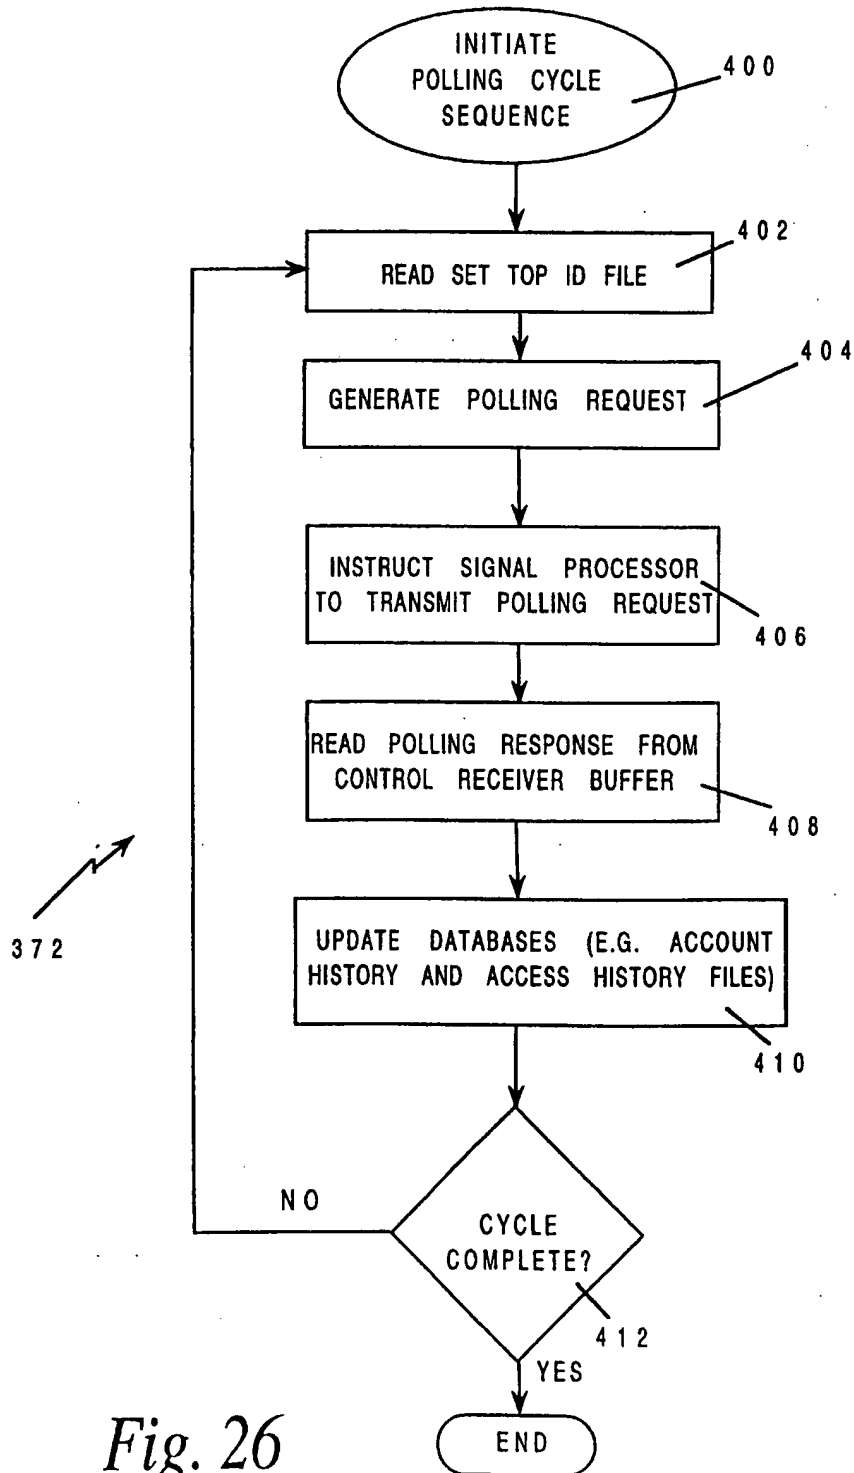 INITIATE
POLLING CYCLE
SEQUENCE
400
402
READ SET TOP ID FILE
404
GENERATE POLLING REQUEST
INSTRUCT SIGNAL PROCESSOR
TO TRANSMIT POLLING REQUEST
406
READ POLLING RESPONSE FROM
CONTROL RECEIVER BUFFER
408
372
UPDATE DATABASES (E.G. ACCOUNT
HISTORY AND ACCESS HISTORY FILES)
410
NO
CYCLE
COMPLETE?
412
YES
END
Fig. 26